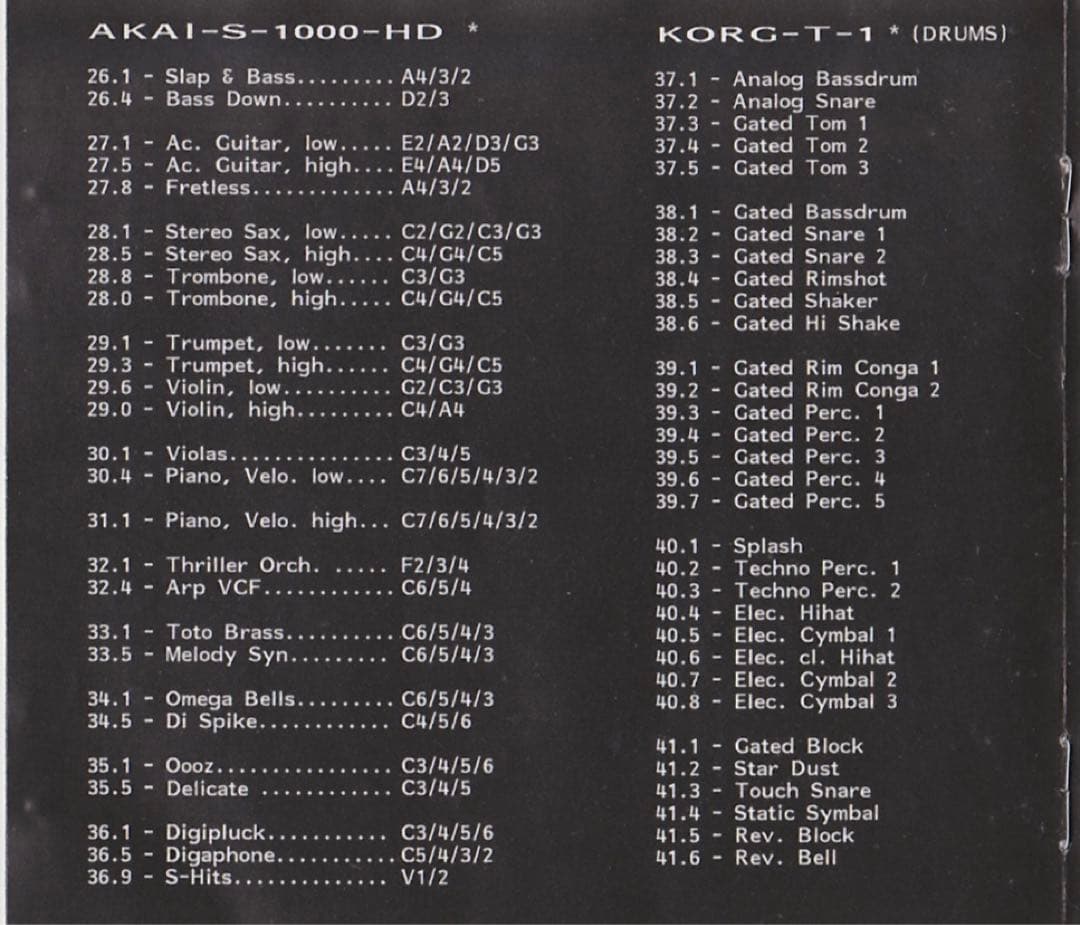 AKAI-S-1000-HD *
26.1 - Slap & Bass......... A4/3/2
26.4 - Bass Down.......... D2/3
27.1 - Ac. Guitar, low..... E2/A2/D3/G3
27.5 - Ac. Guitar, high.... E4/A4/D5
27.8 - Fretless............. A4/3/2
28.1 - Stereo Sax, low..... C2/G2/C3/G3
28.5 - Stereo Sax, high.... C4/G4/C5
28.8 - Trombone, low...... C3/G3
28.0 - Trombone, high..... C4/G4/C5
29.1 - Trumpet, low....... C3/G3
29.3 - Trumpet, high...... C4/G4/C5
29.6 - Violin, low.......... G2/C3/G3
29.0 - Violin, high......... C4/A4
30.1 - Violas............... C3/4/5
30.4 - Piano, Velo. low.... C7/6/5/4/3/2
31.1 - Piano, Velo. high... C7/6/5/4/3/2
32.1 - Thriller Orch. ..... F2/3/4
32.4 - Arp VCF............ C6/5/4
33.1 - Toto Brass.......... C6/5/4/3
33.5 - Melody Syn......... C6/5/4/3
34.1 - Omega Bells......... C6/5/4/3
34.5 - Di Spike............ C4/5/6
35.1 - Oooz................ C3/4/5/6
35.5 - Delicate ............ C3/4/5
36.1 - Digipluck........... C3/4/5/6
36.5 - Digaphone........... C5/4/3/2
36.9 - S-Hits............... V1/2
KORG-T-1 * (DRUMS)
37.1 - Analog Bassdrum
37.2 - Analog Snare
37.3 - Gated Tom 1
37.4 - Gated Tom 2
37.5 - Gated Tom 3
38.1 - Gated Bassdrum
38.2 - Gated Snare 1
38.3 - Gated Snare 2
38.4 - Gated Rimshot
38.5 - Gated Shaker
38.6 - Gated Hi Shake
39.1 - Gated Rim Conga 1
39.2 - Gated Rim Conga 2
39.3 - Gated Perc. 1
39.4 - Gated Perc. 2
39.5 - Gated Perc. 3
39.6 - Gated Perc. 4
39.7 - Gated Perc. 5
40.1 - Splash
40.2 - Techno Perc. 1
40.3 - Techno Perc. 2
40.4 - Elec. Hihat
40.5 - Elec. Cymbal 1
40.6 - Elec. cl. Hihat
40.7 - Elec. Cymbal 2
40.8 - Elec. Cymbal 3
41.1 - Gated Block
41.2 - Star Dust
41.3 - Touch Snare
41.4 - Static Symbal
41.5 - Rev. Block
41.6 - Rev. Bell